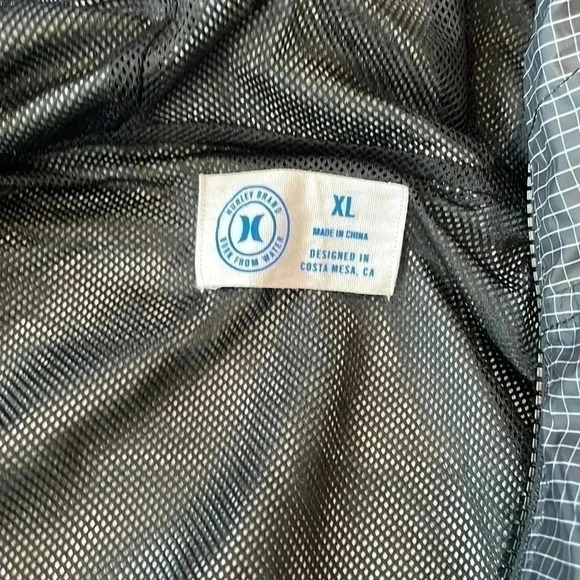 HURLEY BRAND
BORN FROM WATER
XL
MADE IN CHINA
DESIGNED IN
COSTA MESA, CA